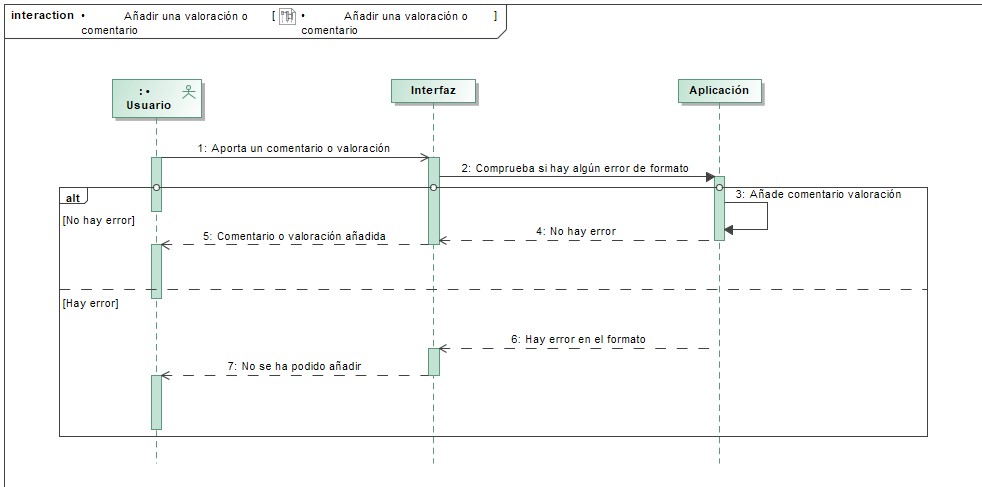 interaction • Añadir una valoración o comentario [ • Añadir una valoración o comentario ]
: •
Usuario
Interfaz
Aplicación
1: Aporta un comentario o valoración
2: Comprueba si hay algún error de formato
alt
3: Añade comentario valoración
[No hay error]
4: No hay error
5: Comentario o valoración añadida
[Hay error]
6: Hay error en el formato
7: No se ha podido añadir